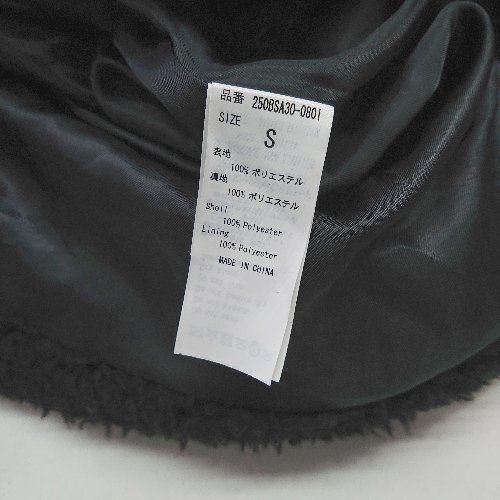 品番 250BSA30-0801
SIZE S
表地
100% ポリエステル
裏地
100% ポリエステル
Shell
100% Polyester
Lining
100% Polyester
MADE IN CHINA